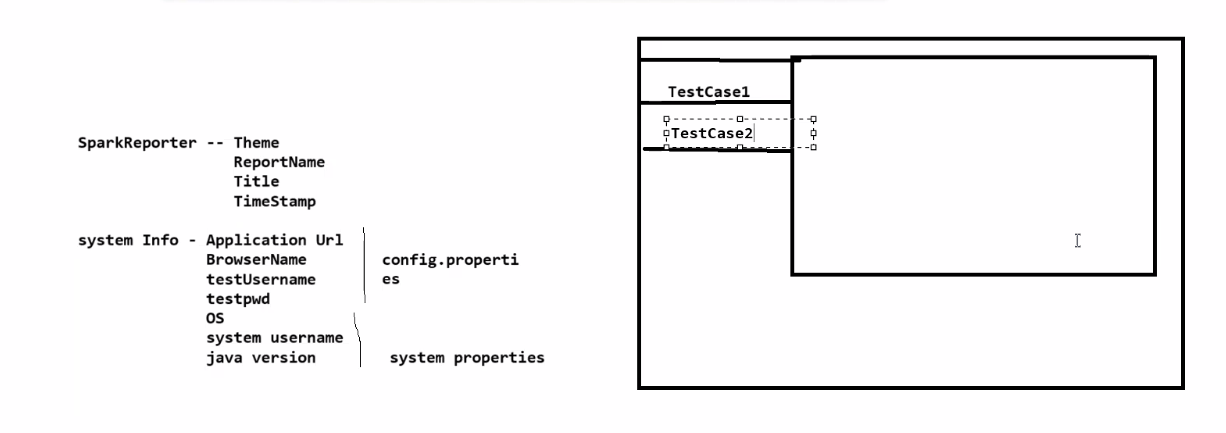 SparkReporter -- Theme
ReportName
Title
TimeStamp
system Info - Application Url
BrowserName
testUsername
testpwd
OS
system username
java version
config.properti
es
system properties
TestCase1
TestCase2